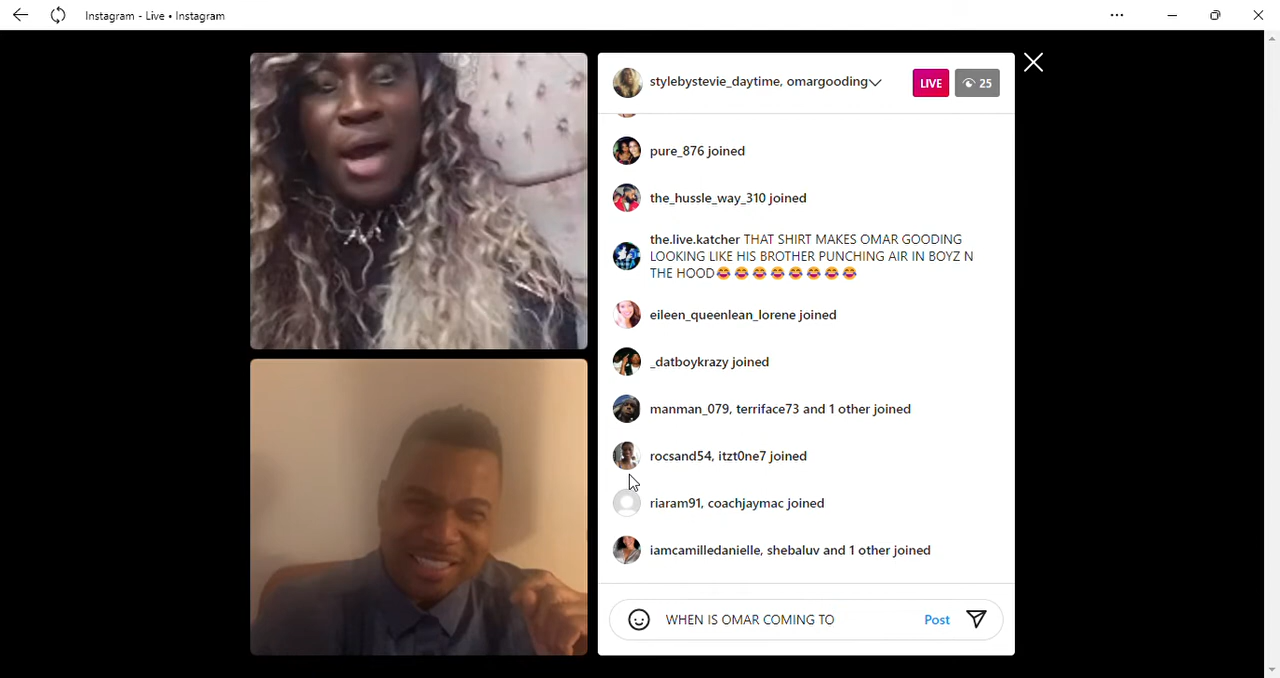 Instagram - Live • Instagram
stylebystevie_daytime, omargooding
LIVE
25
pure_876 joined
the_hussle_way_310 joined
the.live.katcher THAT SHIRT MAKES OMAR GOODING
LOOKING LIKE HIS BROTHER PUNCHING AIR IN BOYZ N
THE HOOD😂😂😂😂😂😂😂😂
eileen_queenlean_lorene joined
_datboykrazy joined
manman_079, terriface73 and 1 other joined
rocsand54, itzt0ne7 joined
riaram91, coachjaymac joined
iamcamilledanielle, shebaluv and 1 other joined
WHEN IS OMAR COMING TO
Post